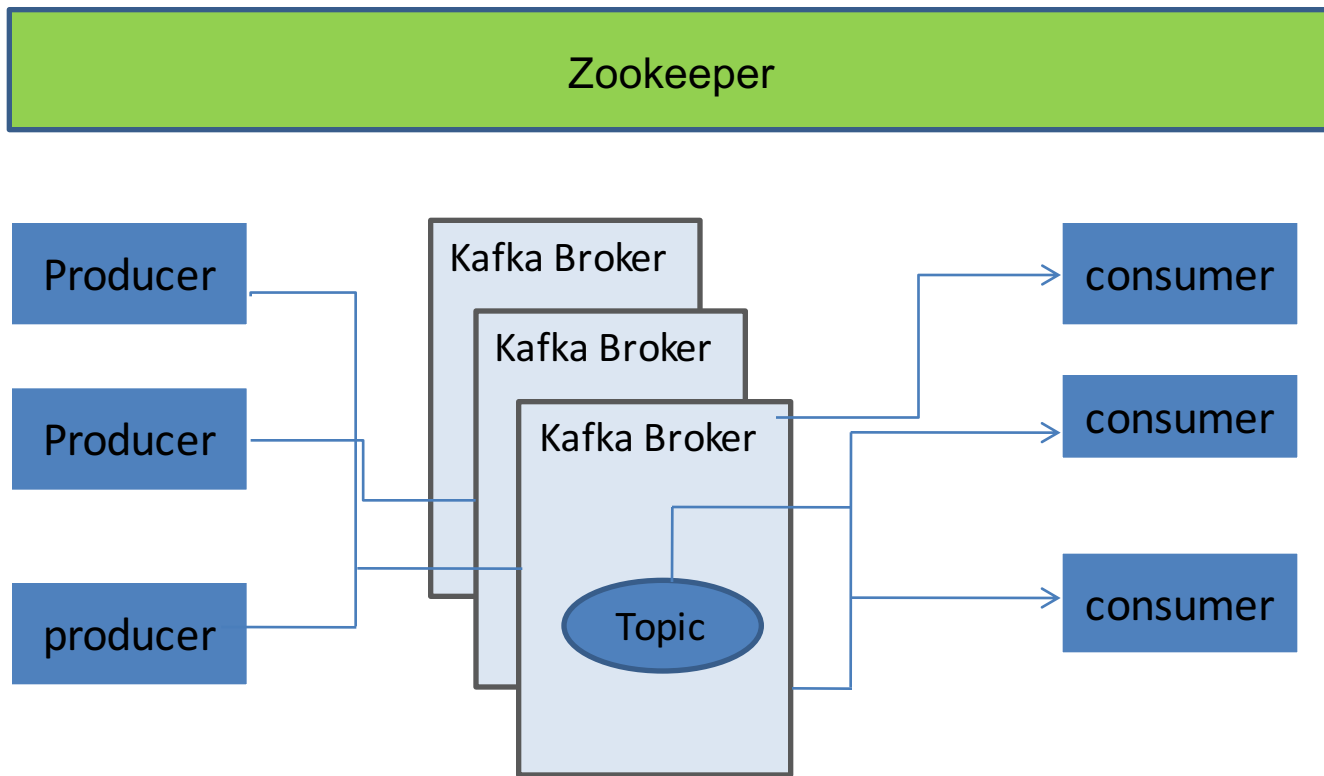 Zookeeper
Producer
Producer
producer
Kafka Broker
Kafka Broker
Kafka Broker
Topic
consumer
consumer
consumer